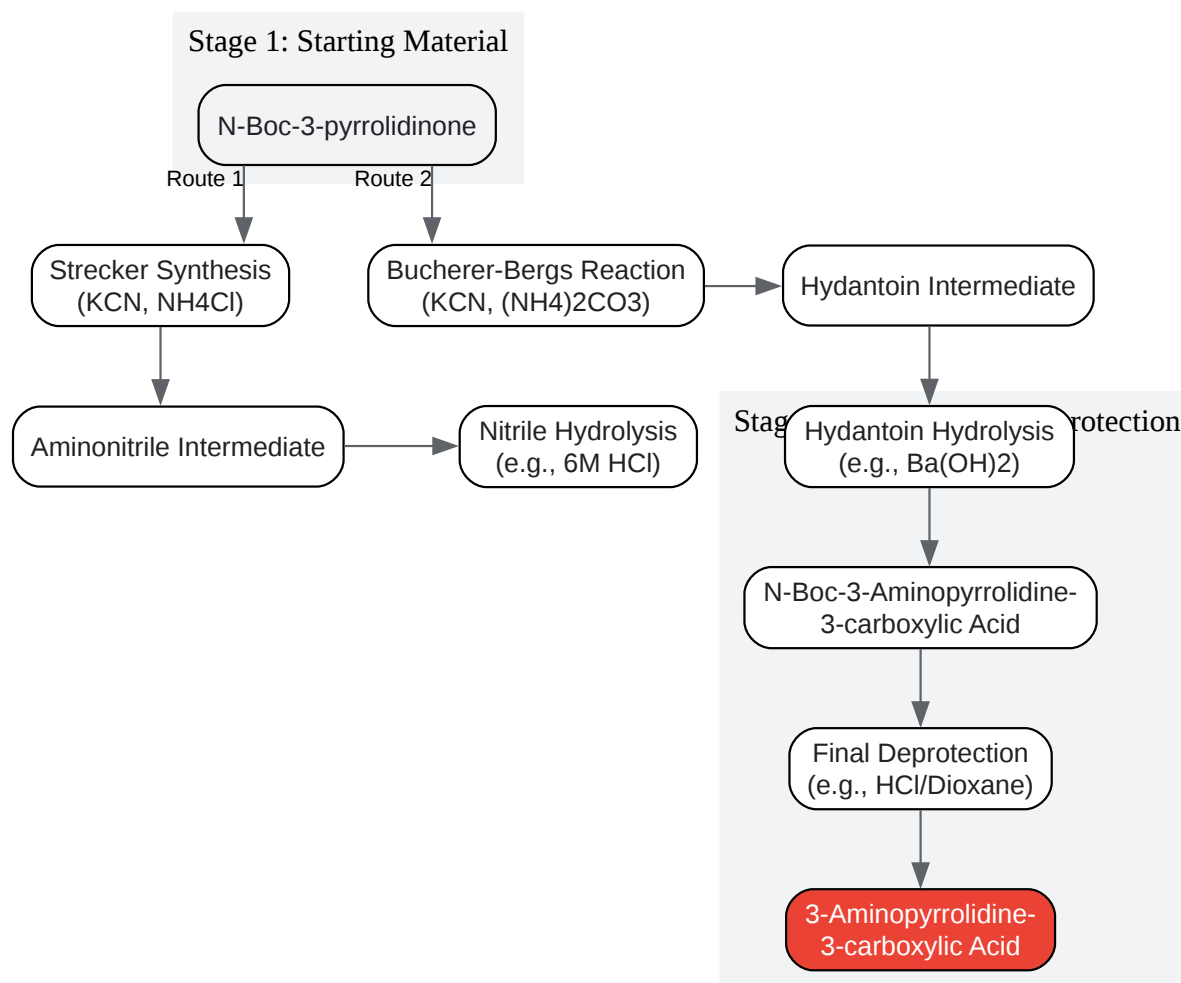 Stage 1: Starting Material
N-Boc-3-pyrrolidinone
Route 1
Route 2
Strecker Synthesis
(KCN, NH4Cl)
Bucherer-Bergs Reaction
(KCN, (NH4)2CO3)
Hydantoin Intermediate
Aminonitrile Intermediate
Nitrile Hydrolysis
(e.g., 6M HCl)
Hydantoin Hydrolysis
(e.g., Ba(OH)2)
N-Boc-3-Aminopyrrolidine-
3-carboxylic Acid
Final Deprotection
(e.g., HCl/Dioxane)
3-Aminopyrrolidine-
3-carboxylic Acid